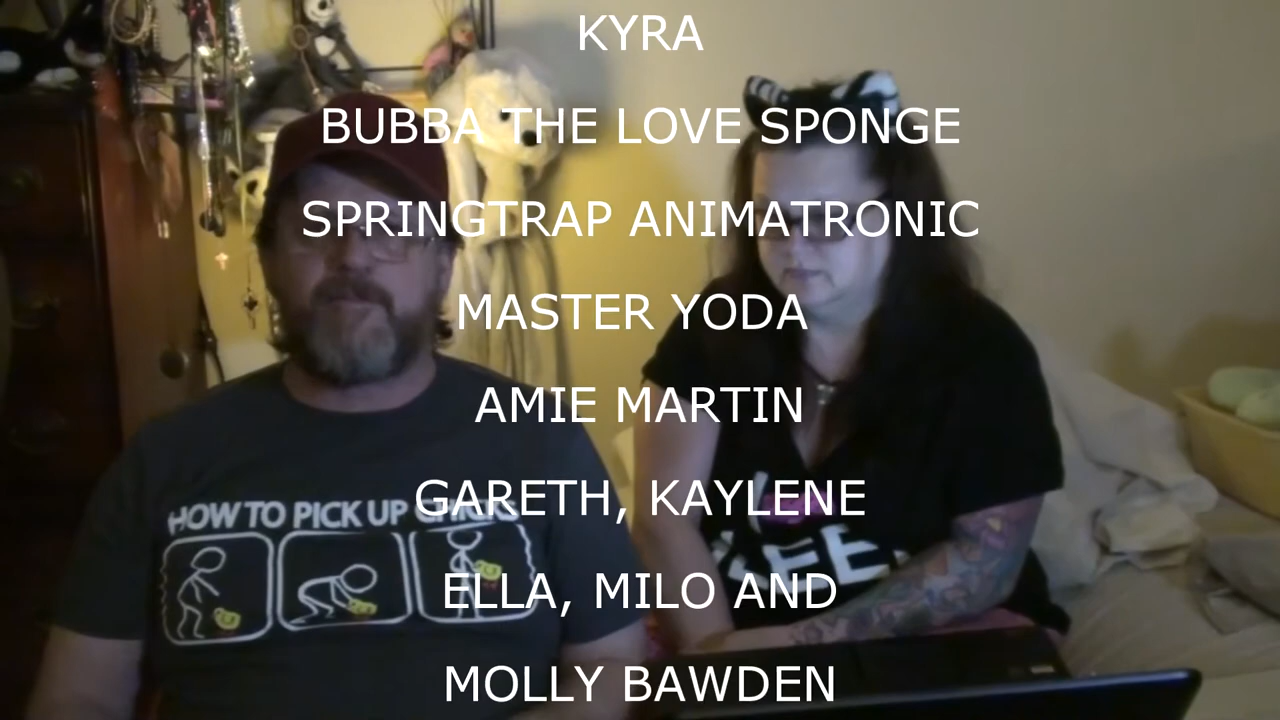 KYRA
BUBBA THE LOVE SPONGE
SPRINGTRAP ANIMATRONIC
MASTER YODA
AMIE MARTIN
GARETH, KAYLENE
HOW TO PICK UP CHICKS
ELLA, MILO AND
MOLLY BAWDEN